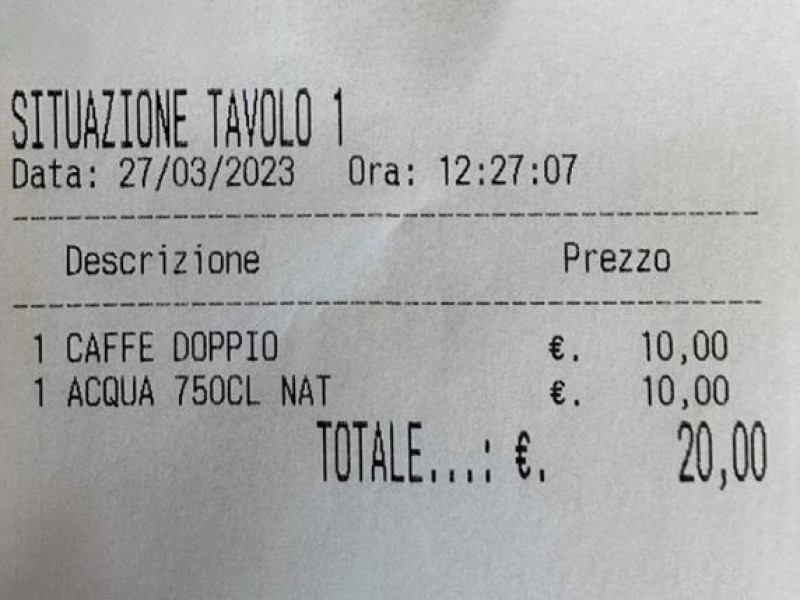 SITUAZIONE TAVOLO 1
Data: 27/03/2023 Ora: 12:27:07
Descrizione Prezzo
1 CAFFE DOPPIO €. 10,00
1 ACQUA 750CL NAT €. 10,00
TOTALE...: €. 20,00